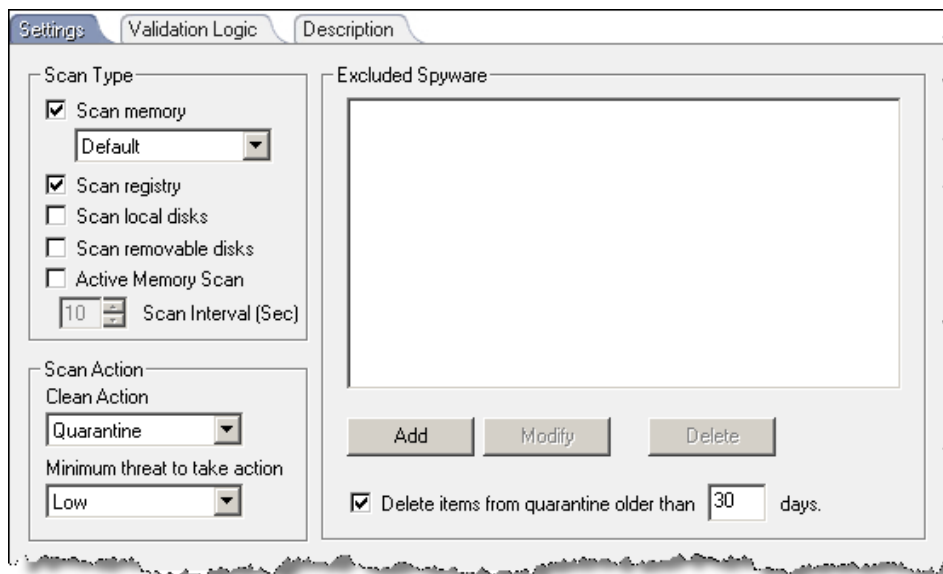 Settings
Validation Logic
Description
Scan Type
Scan memory
Default
Scan registry
Scan local disks
Scan removable disks
Active Memory Scan
10 Scan Interval (Sec)
Scan Action
Clean Action
Quarantine
Minimum threat to take action
Low
Excluded Spyware
Add
Modify
Delete
Delete items from quarantine older than 30 days.